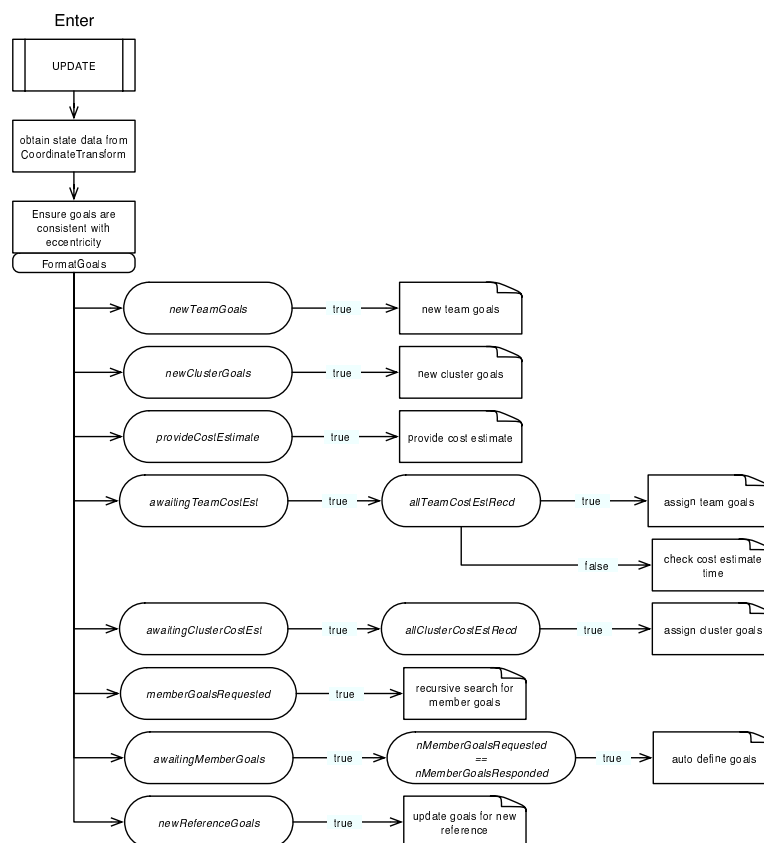 Enter
UPDATE
obtain state data from
CoordinateTransform
Ensure goals are
consistent with
eccentricity
FormatGoals
newTeamGoals
true
new team goals
newClusterGoals
true
new cluster goals
provideCostEstimate
true
provide cost estimate
awaitingTeamCostEst
true
allTeamCostEstRecd
true
assign team goals
false
check cost estimate
time
awaitingClusterCostEst
true
allClusterCostEstRecd
true
assign cluster goals
memberGoalsRequested
true
recursive search for
member goals
awaitingMemberGoals
true
nMemberGoalsRequested
==
nMemberGoalsResponded
true
auto define goals
newReferenceGoals
true
update goals for new
reference